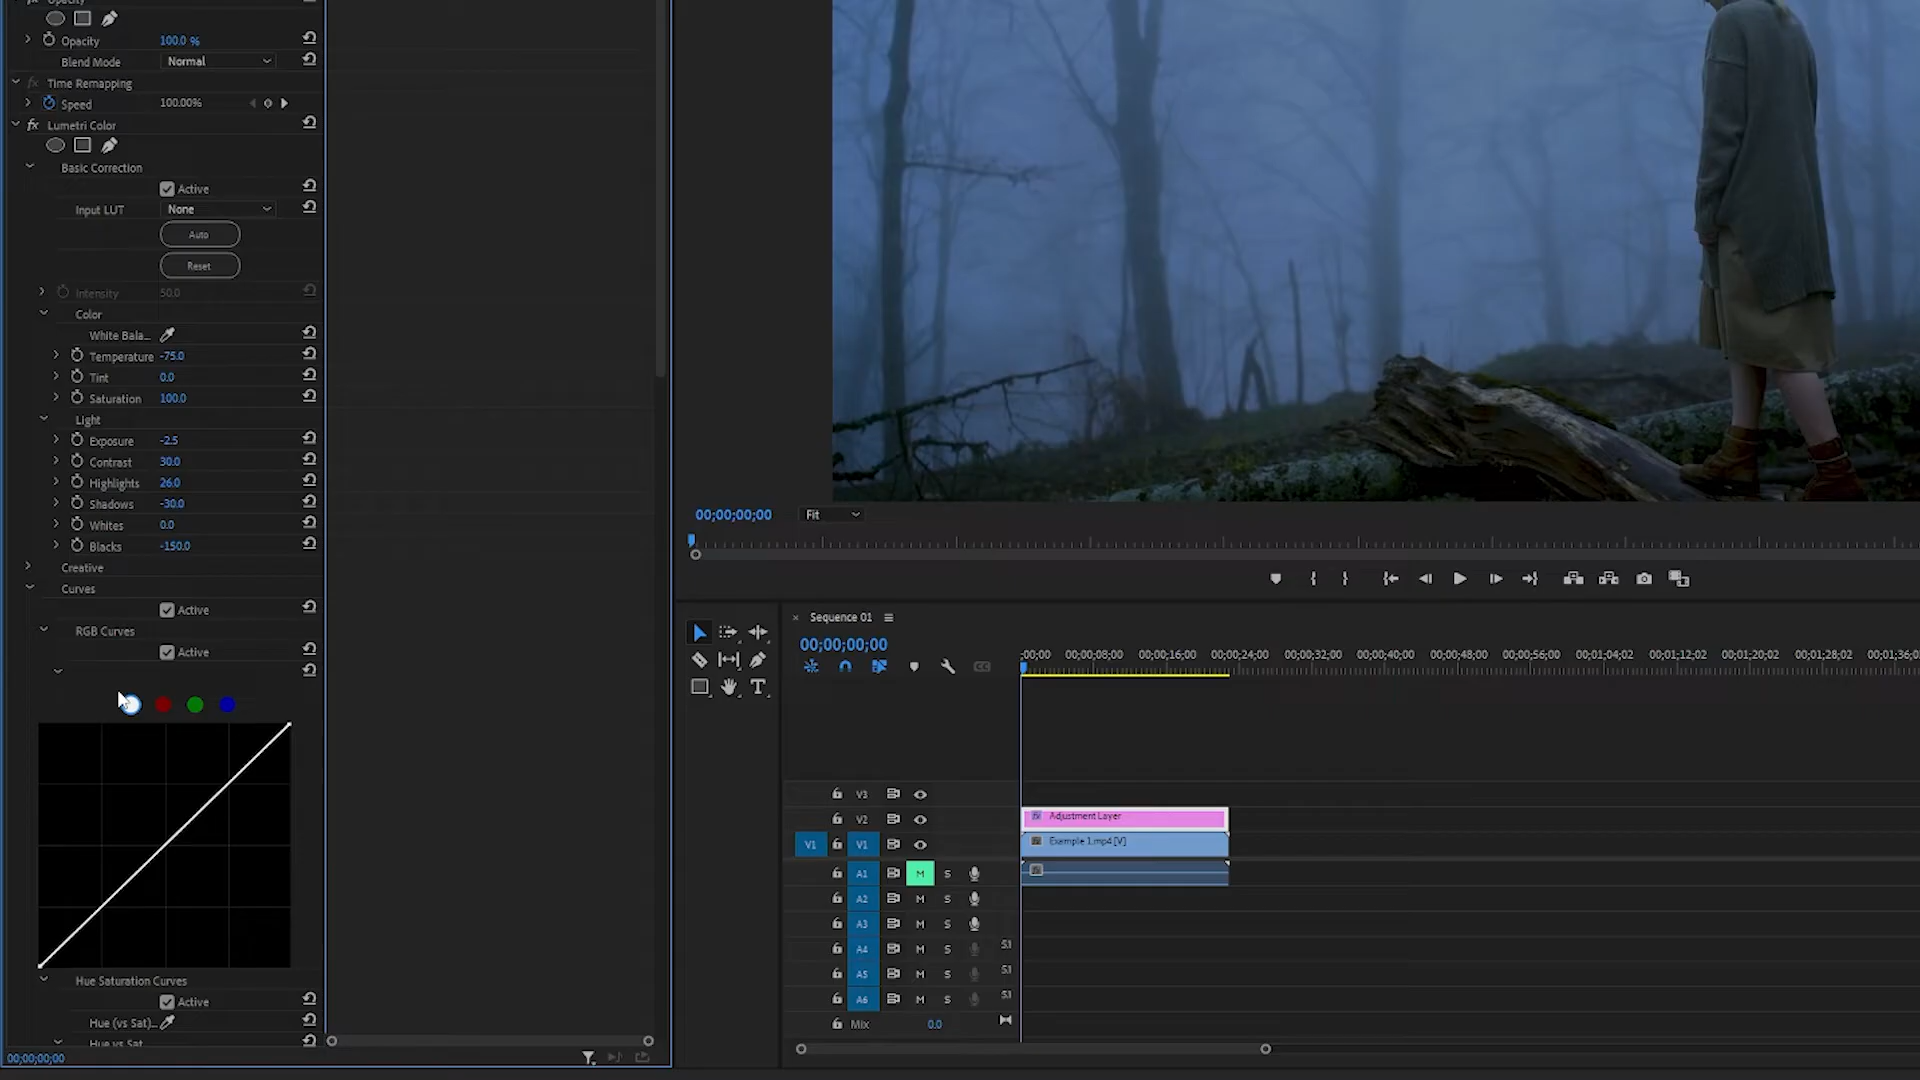 Opacity
Opacity 100.0 %
Blend Mode Normal
fx Time Remapping
Speed 100.00%
fx Lumetri Color
Basic Correction
Active
Input LUT None
Auto
Reset
Intensity 50.0
Color
White Bala...
Temperature -75.0
Tint 0.0
Saturation 100.0
Light
Exposure -2.5
Contrast 30.0
Highlights 26.0
Shadows -30.0
Whites 0.0
Blacks -150.0
Creative
Curves
Active
RGB Curves
Active
Hue Saturation Curves
Active
Hue (vs Sat)...
Hue vs Sat
00;00;00;00
00;00;00;00 Fit
Sequence 01
00;00;00;00
;00;00 00;00;08;00 00;00;16;00 00;00;24;00 00;00;32;00 00;00;40;00 00;00;48;00 00;00;56;00 00;01;04;02 00;01;12;02 00;01;20;02 00;01;28;02 00;01;36;0
V3
V2 Adjustment Layer
V1 V1 Example 1.mp4 [V]
A1 M S
A2 M S
A3 M S
A4 M S 5.1
A5 M S 5.1
A6 M S 5.1
Mix 0.0